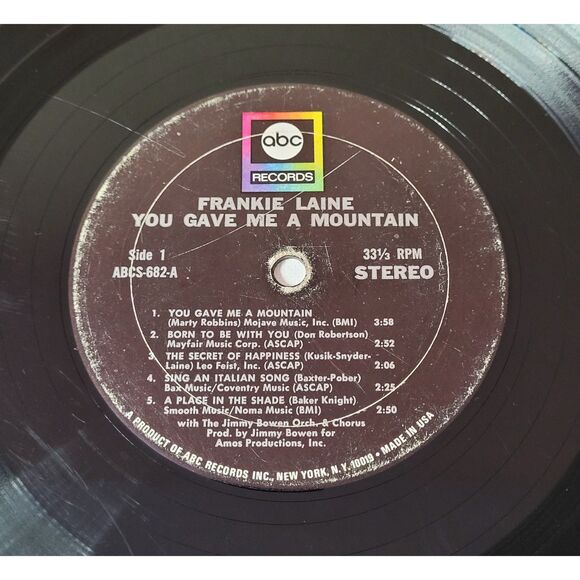 abc
RECORDS
FRANKIE LAINE
YOU GAVE ME A MOUNTAIN
Side 1
ABCS-682-A
33⅓ RPM
STEREO
1. YOU GAVE ME A MOUNTAIN
(Marty Robbins) Mojave Music, Inc. (BMI) 3:58
2. BORN TO BE WITH YOU (Don Robertson)
Mayfair Music Corp. (ASCAP) 2:52
3. THE SECRET OF HAPPINESS (Kusik-Snyder-
Laine) Leo Feist, Inc. (ASCAP) 2:06
4. SING AN ITALIAN SONG (Baxter-Pober)
Bax Music/Coventry Music (ASCAP) 2:25
5. A PLACE IN THE SHADE (Baker Knight)
Smooth Music/Noma Music (BMI) 2:50
with The Jimmy Bowen Orch. & Chorus
Prod. by Jimmy Bowen for
Amos Productions, Inc.
A PRODUCT OF ABC RECORDS INC., NEW YORK, N.Y. 10019 • MADE IN USA